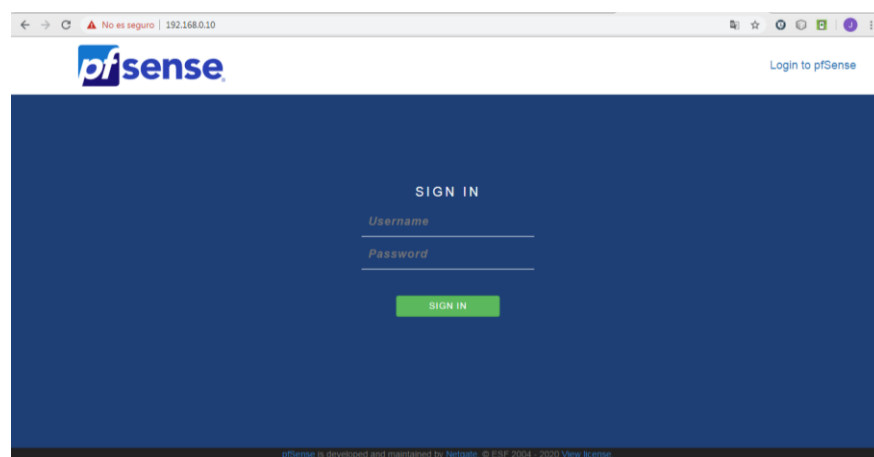 No es seguro | 192.168.0.10
pfsense
Login to pfSense
SIGN IN
Username
Password
SIGN IN
pfSense is developed and maintained by Netgate. © ESF 2004 - 2020 View license.